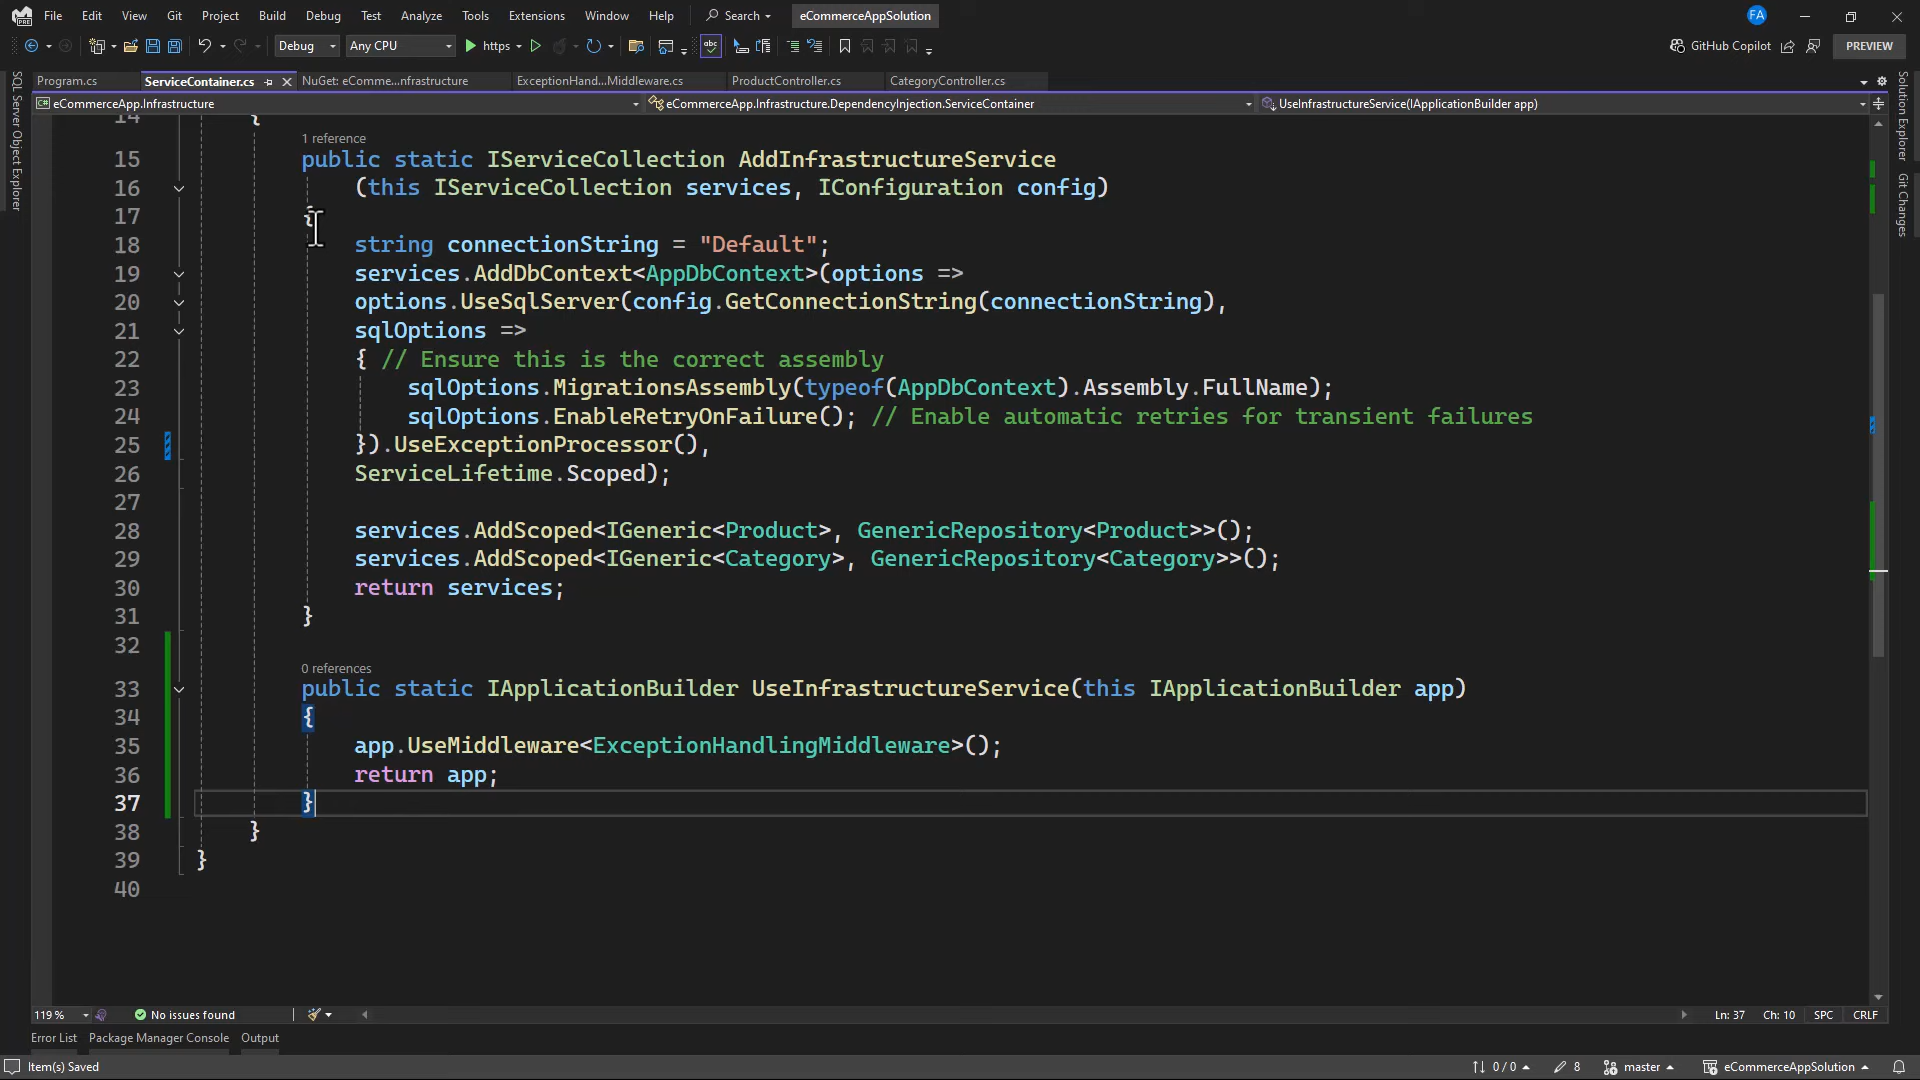 File Edit View Git Project Build Debug Test Analyze Tools Extensions Window Help Search eCommerceAppSolution FA
Debug Any CPU https abc GitHub Copilot PREVIEW
Program.cs ServiceContainer.cs NuGet: eComme...nfrastructure ExceptionHand...Middleware.cs ProductController.cs CategoryController.cs
eCommerceApp.Infrastructure eCommerceApp.Infrastructure.DependencyInjection.ServiceContainer UseInfrastructureService(IApplicationBuilder app)
SQL Server Object Explorer
Solution Explorer
Git Changes
14 {
1 reference
15 public static IServiceCollection AddInfrastructureService
16 (this IServiceCollection services, IConfiguration config)
17 {
18 string connectionString = "Default";
19 services.AddDbContext<AppDbContext>(options =>
20 options.UseSqlServer(config.GetConnectionString(connectionString),
21 sqlOptions =>
22 { // Ensure this is the correct assembly
23 sqlOptions.MigrationsAssembly(typeof(AppDbContext).Assembly.FullName);
24 sqlOptions.EnableRetryOnFailure(); // Enable automatic retries for transient failures
25 }).UseExceptionProcessor(),
26 ServiceLifetime.Scoped);
27
28 services.AddScoped<IGeneric<Product>, GenericRepository<Product>>();
29 services.AddScoped<IGeneric<Category>, GenericRepository<Category>>();
30 return services;
31 }
32
0 references
33 public static IApplicationBuilder UseInfrastructureService(this IApplicationBuilder app)
34 {
35 app.UseMiddleware<ExceptionHandlingMiddleware>();
36 return app;
37 }
38 }
39 }
40
119 % No issues found Ln: 37 Ch: 10 SPC CRLF
Error List Package Manager Console Output
Item(s) Saved 0 / 0 8 master eCommerceAppSolution